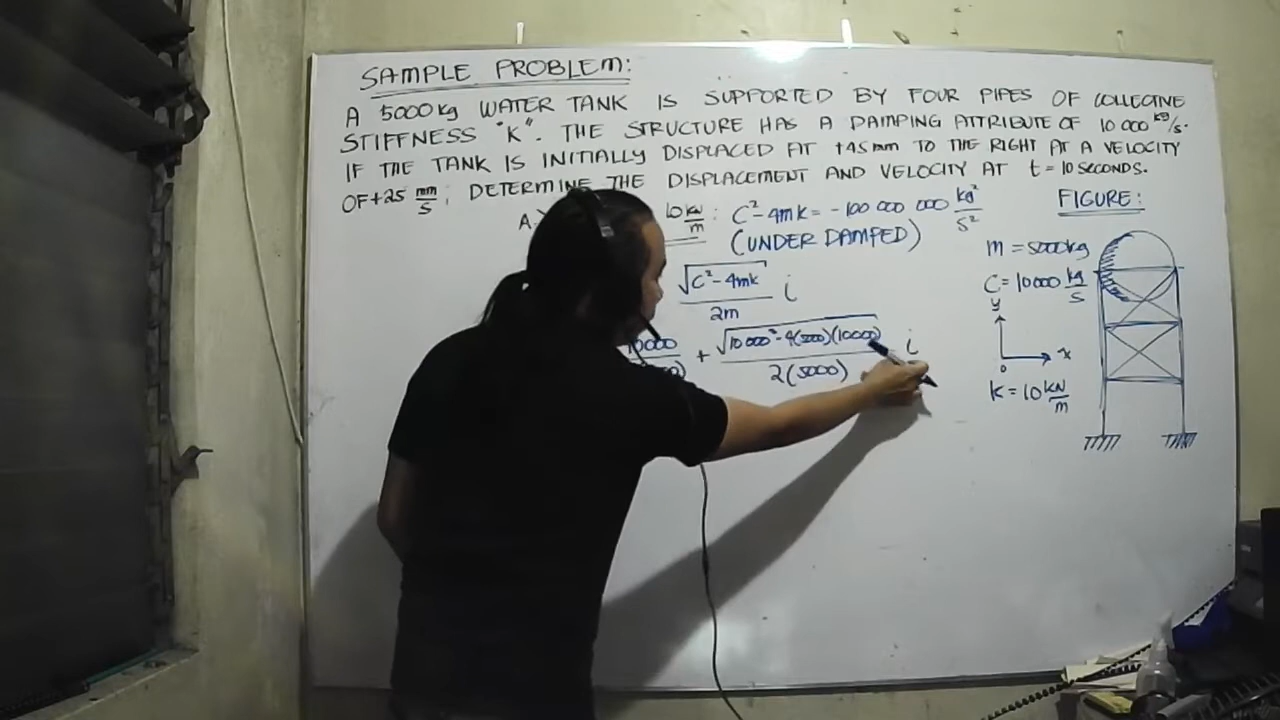 SAMPLE PROBLEM:
A 5000kg WATER TANK IS SUPPORTED BY FOUR PIPES OF COLLECTIVE
STIFFNESS "K". THE STRUCTURE HAS A DAMPING ATTRIBUTE OF 10 000 kg/s.
IF THE TANK IS INITIALLY DISPLACED AT +45mm TO THE RIGHT AT A VELOCITY
OF +25 mm/s; DETERMINE THE DISPLACEMENT AND VELOCITY AT t = 10 SECONDS.
A. 10 kN/m : C² - 4mk = -100 000 000 kg²/s²
(UNDER DAMPED)
√(C² - 4mk) / 2m i
10000 + √(10000² - 4(5000)(10000)) / 2(5000) i
FIGURE:
m = 5000kg
C = 10000 kg/s
y
x
0
K = 10 kN/m